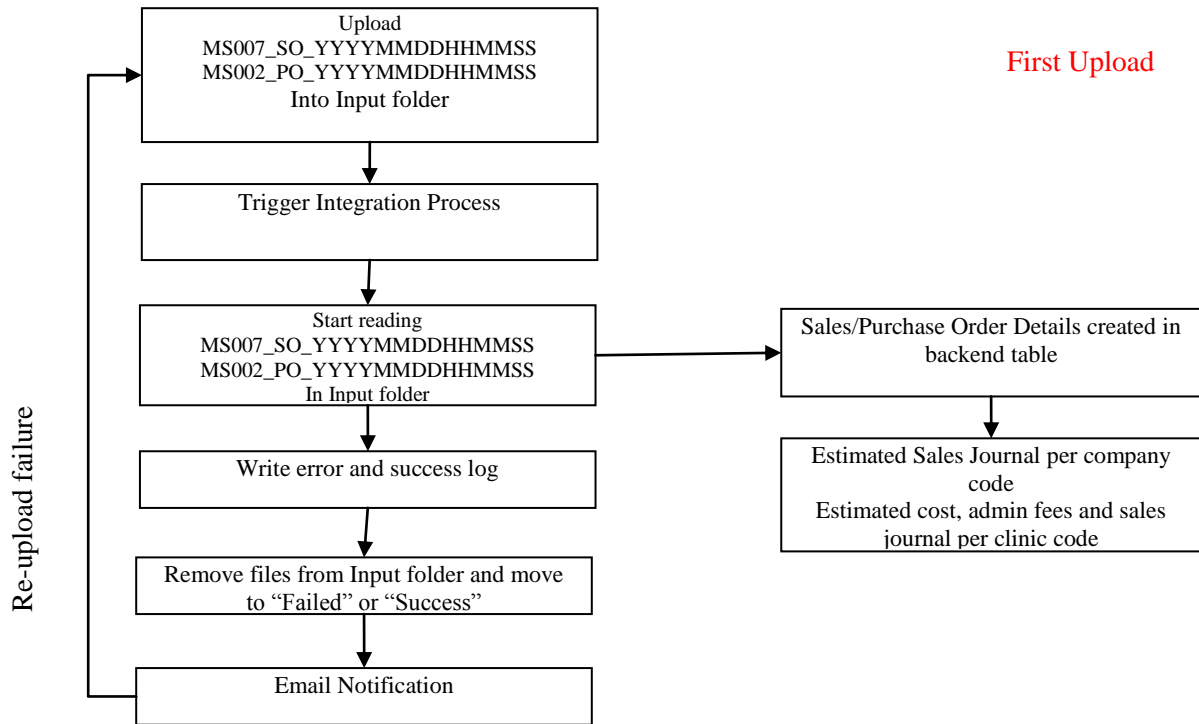 Upload
MS007_SO_YYYYMMDDHHMMSS
MS002_PO_YYYYMMDDHHMMSS
Into Input folder
First Upload
Trigger Integration Process
Start reading
MS007_SO_YYYYMMDDHHMMSS
MS002_PO_YYYYMMDDHHMMSS
In Input folder
Sales/Purchase Order Details created in
backend table
Write error and success log
Estimated Sales Journal per company
code
Estimated cost, admin fees and sales
journal per clinic code
Remove files from Input folder and move
to “Failed” or “Success”
Email Notification
Re-upload failure